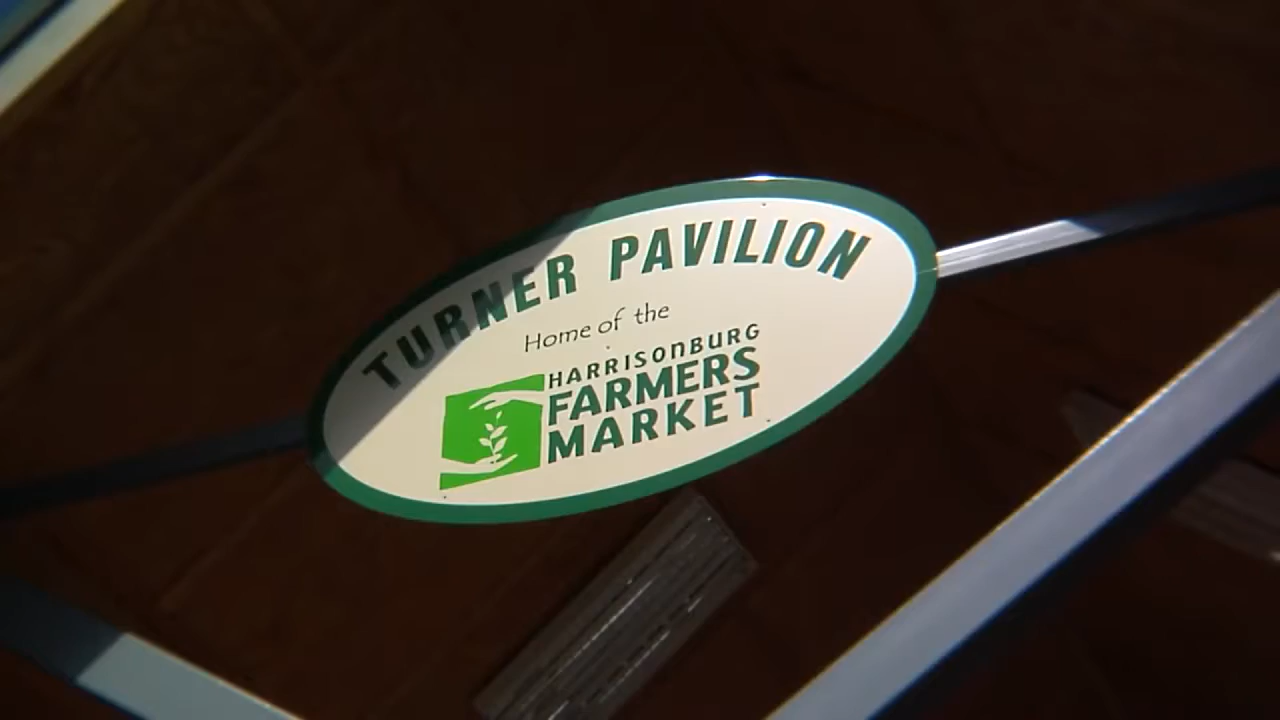 TURNER PAVILION
Home of the
HARRISONBURG
FARMERS
MARKET